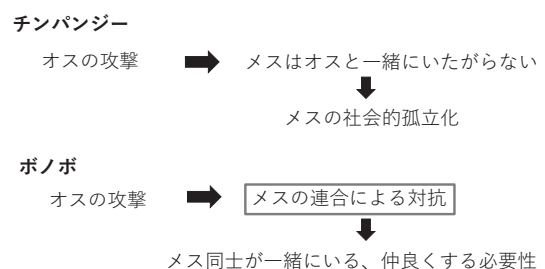 チンパンジー
オスの攻撃 メスはオスと一緒にいたがらない
メスの社会的孤立化
ボノボ
オスの攻撃 メスの連合による対抗
メス同士が一緒にいる、仲良くする必要性